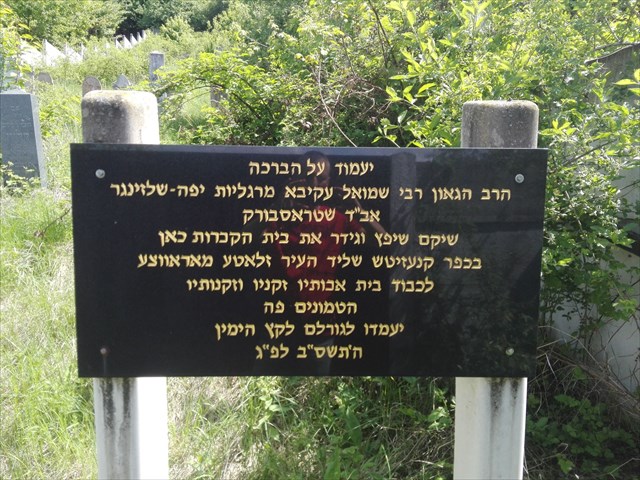 יעמוד על הברכה
הרב הגאון רבי שמואל עקיבא מרגליות יפה-שלזינגר
אב"ד שטראסבורק
שיקם שיפץ וגידר את בית הקברות כאן
בכפר קנעזיטש שליד העיר זלאטע מאראווצע
לכבוד בית אבותיו זקניו וזקנותיו
הטמונים פה
יעמדו לגורלם לקץ הימין
ה'תשס"ב לפ"ג